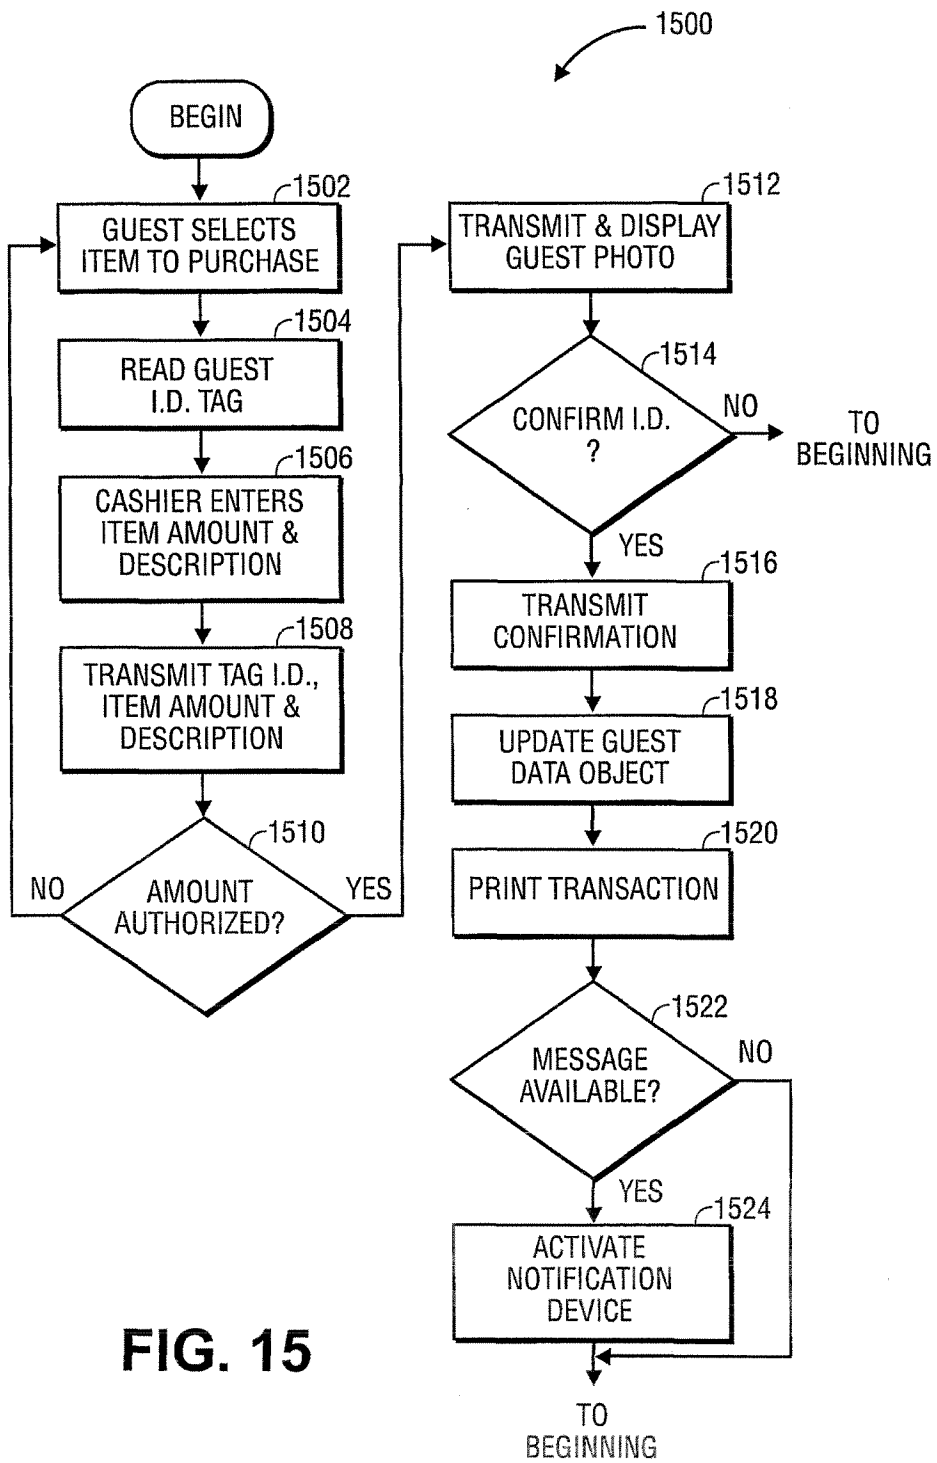 1500
BEGIN
1502
GUEST SELECTS
ITEM TO PURCHASE
1504
READ GUEST
I.D. TAG
1506
CASHIER ENTERS
ITEM AMOUNT &
DESCRIPTION
1508
TRANSMIT TAG I.D.,
ITEM AMOUNT &
DESCRIPTION
1510
NO
AMOUNT
AUTHORIZED?
YES
1512
TRANSMIT & DISPLAY
GUEST PHOTO
1514
CONFIRM I.D.
?
NO
TO
BEGINNING
YES
1516
TRANSMIT
CONFIRMATION
1518
UPDATE GUEST
DATA OBJECT
1520
PRINT TRANSACTION
1522
MESSAGE
AVAILABLE?
NO
YES
1524
ACTIVATE
NOTIFICATION
DEVICE
TO
BEGINNING
FIG. 15